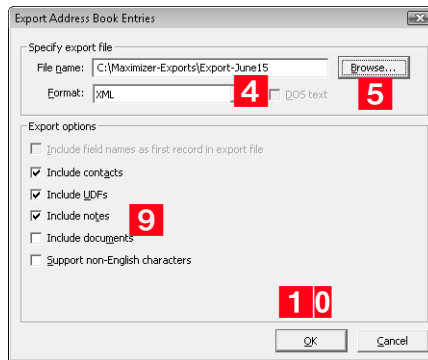 Export Address Book Entries
Specify export file
File name: C:\Maximizer-Exports\Export-June15 Browse...
Format: XML 4 DOS text 5
Export options
Include field names as first record in export file
Include contacts
Include UDFs
Include notes 9
Include documents
Support non-English characters
1 0
OK Cancel